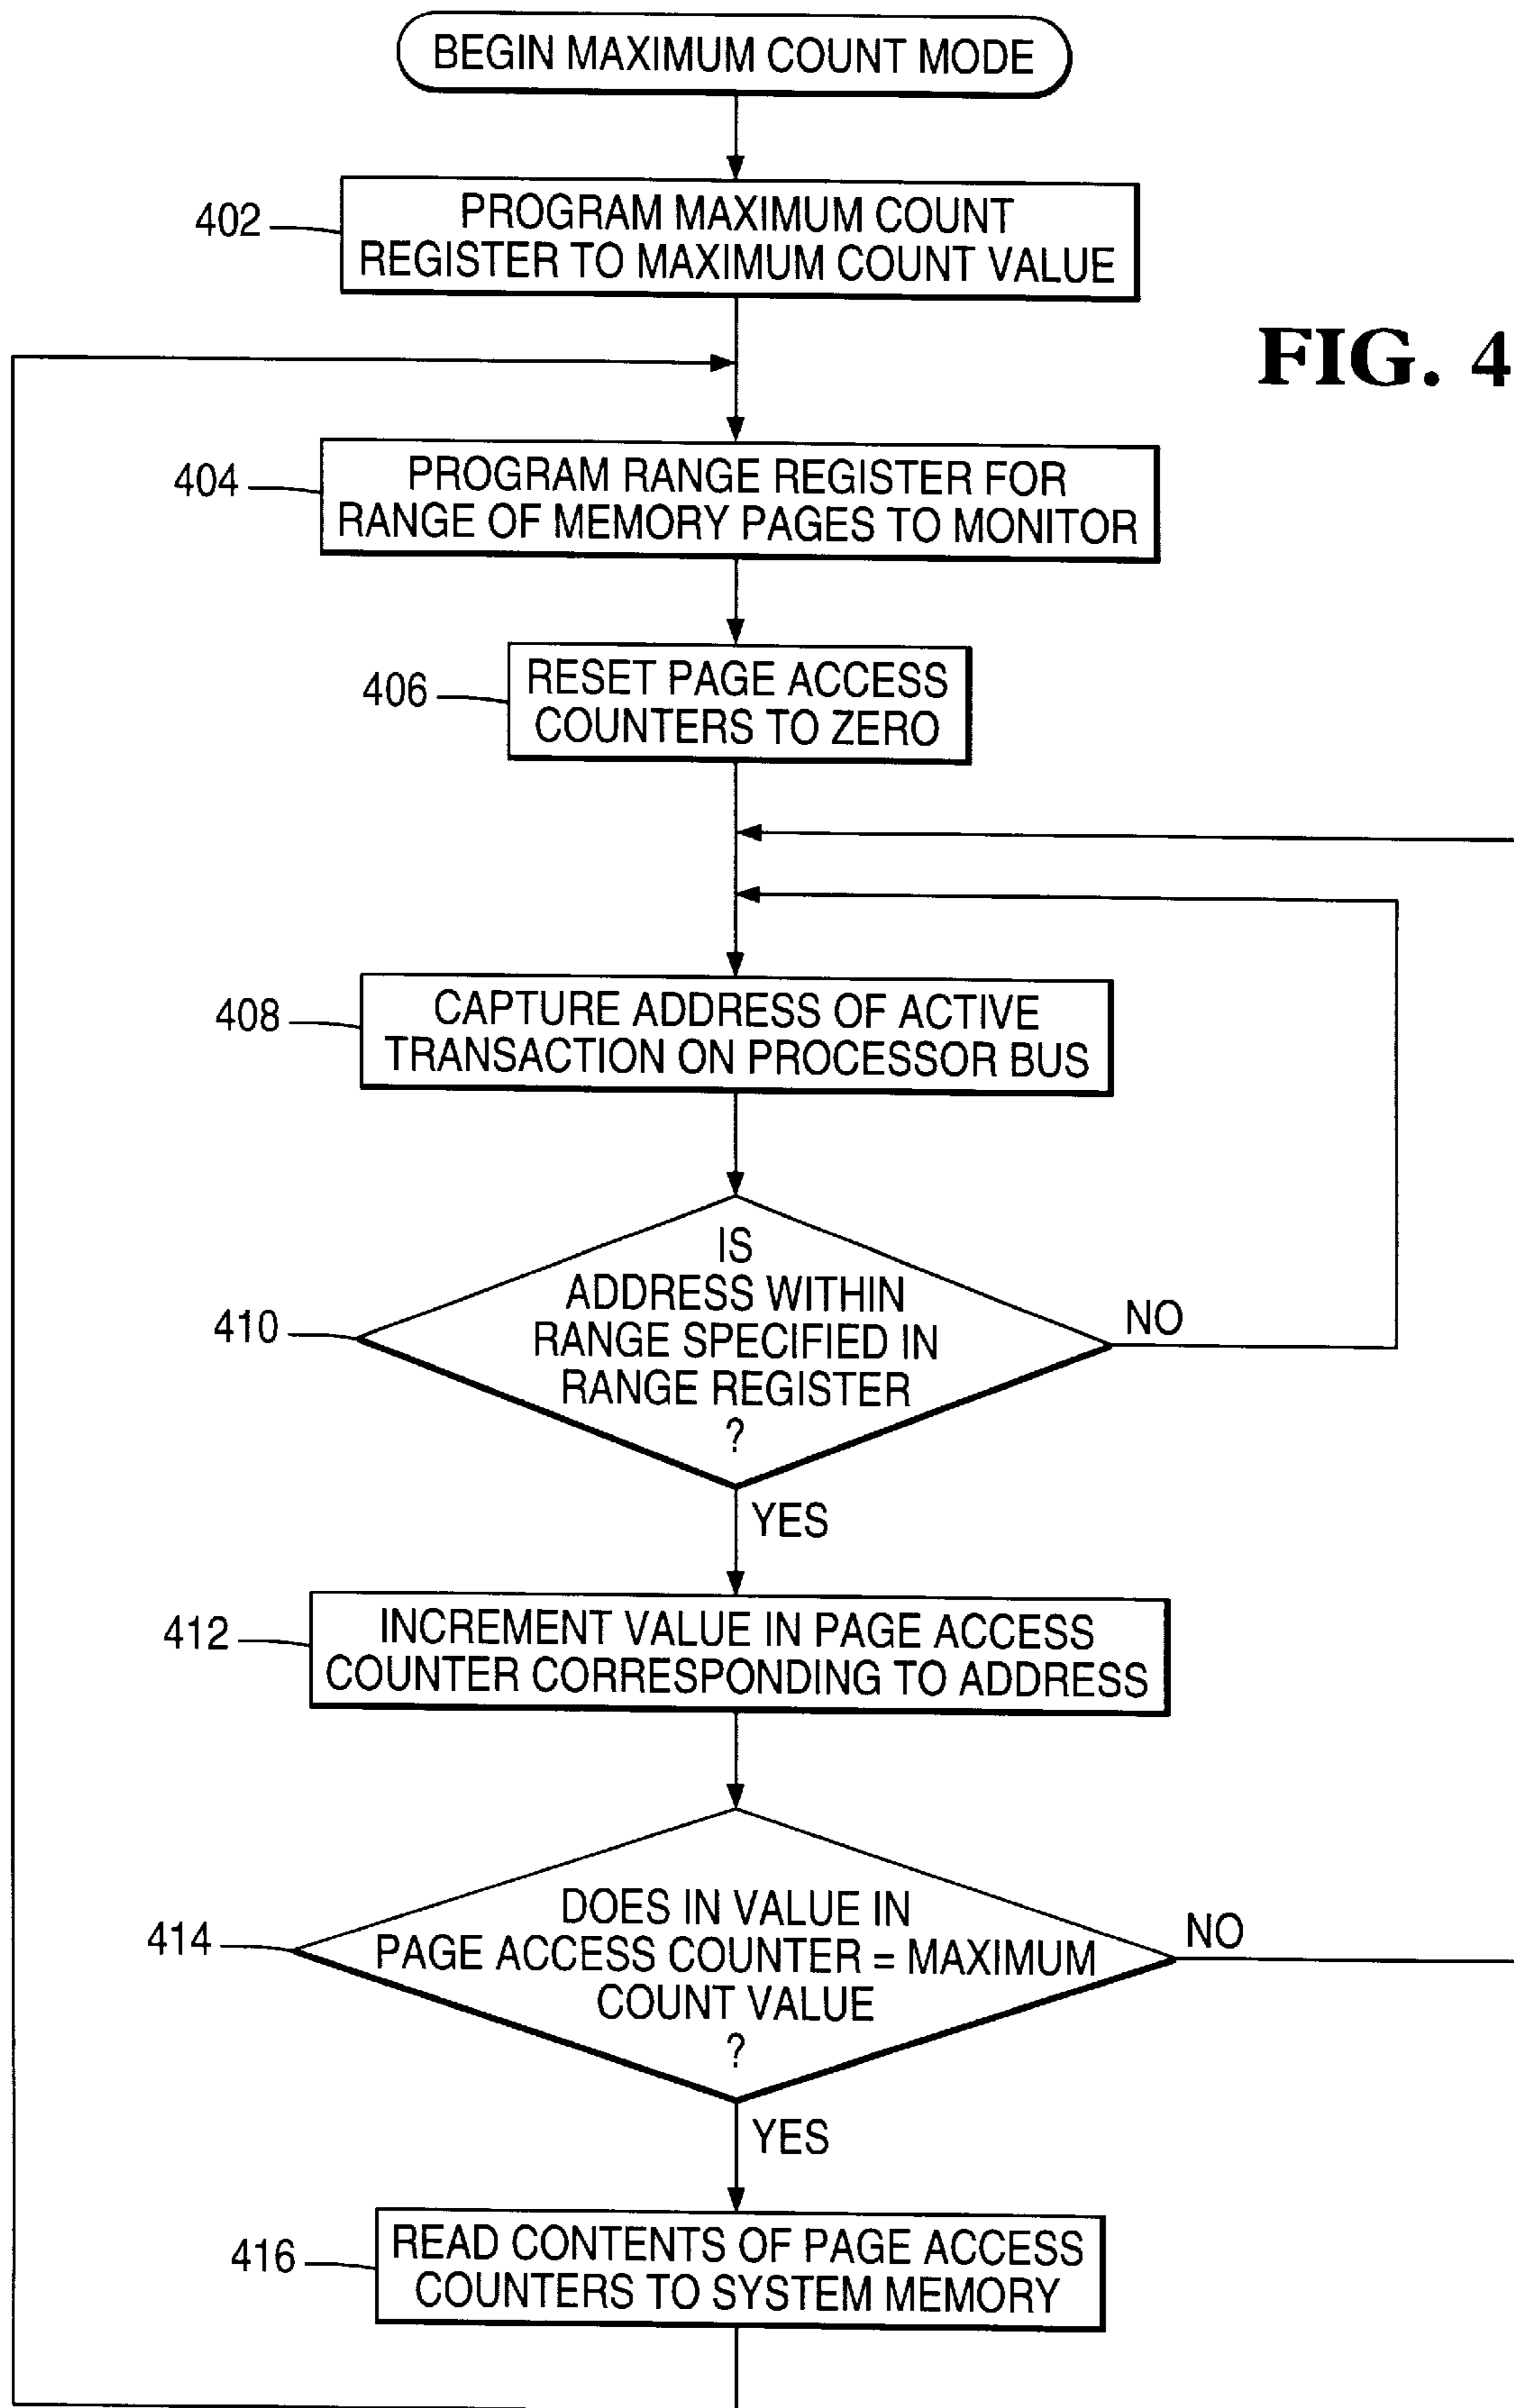 BEGIN MAXIMUM COUNT MODE
402
PROGRAM MAXIMUM COUNT
REGISTER TO MAXIMUM COUNT VALUE
FIG. 4
404
PROGRAM RANGE REGISTER FOR
RANGE OF MEMORY PAGES TO MONITOR
406
RESET PAGE ACCESS
COUNTERS TO ZERO
408
CAPTURE ADDRESS OF ACTIVE
TRANSACTION ON PROCESSOR BUS
410
IS
ADDRESS WITHIN
RANGE SPECIFIED IN
RANGE REGISTER
?
NO
YES
412
INCREMENT VALUE IN PAGE ACCESS
COUNTER CORRESPONDING TO ADDRESS
414
DOES IN VALUE IN
PAGE ACCESS COUNTER = MAXIMUM
COUNT VALUE
?
NO
YES
416
READ CONTENTS OF PAGE ACCESS
COUNTERS TO SYSTEM MEMORY